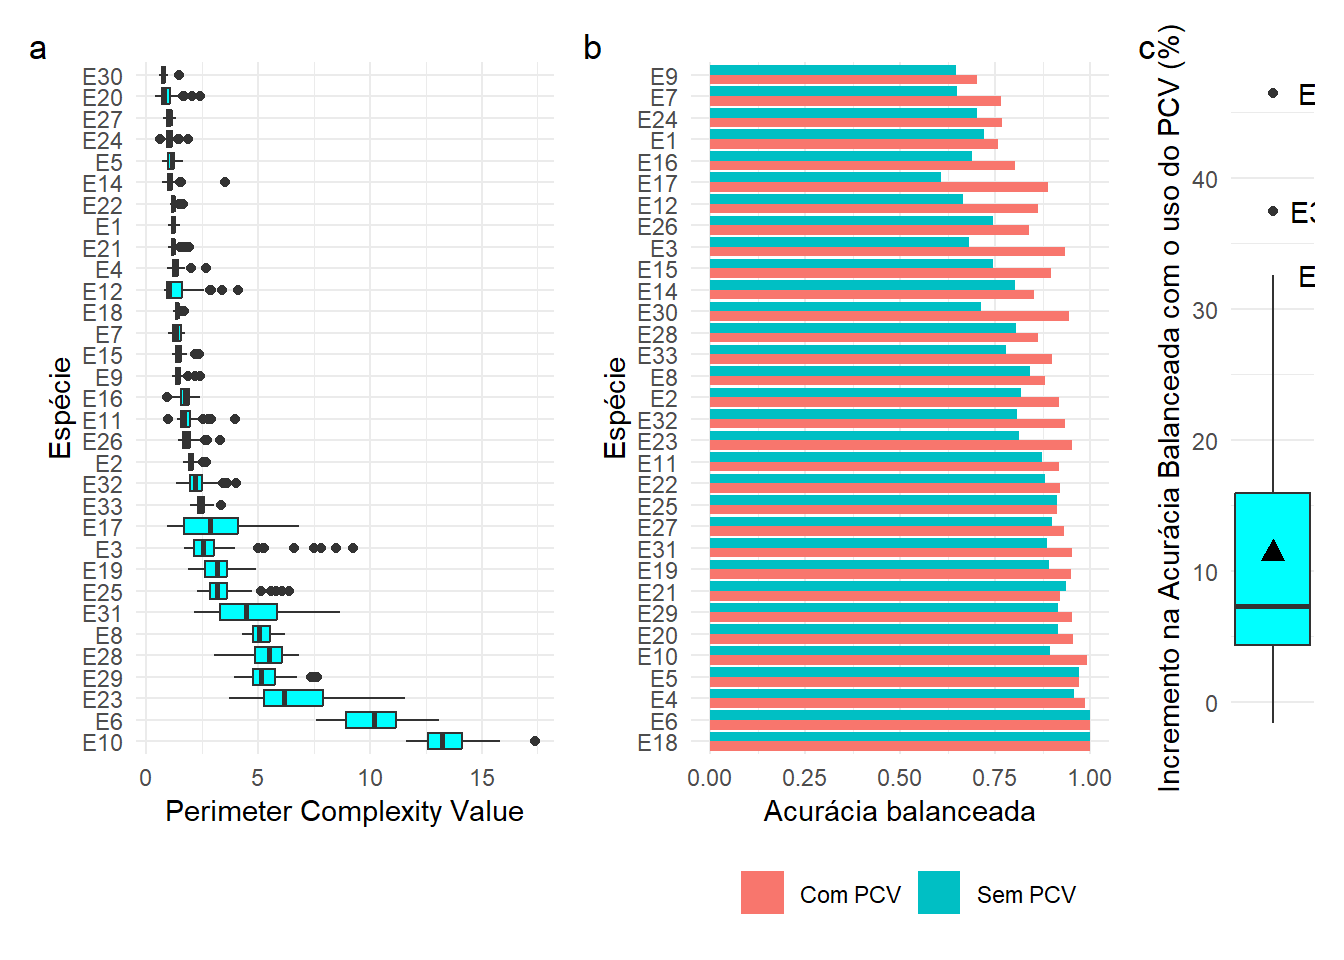 a
E30
E20
E27
E24
E5
E14
E22
E1
E21
E4
E12
E18
E7
E15
E9
E16
E11
E26
E2
E32
E33
E17
E3
E19
E25
E31
E8
E28
E29
E23
E6
E10
Espécie
0 5 10 15
Perimeter Complexity Value
b
E9
E7
E24
E1
E16
E17
E12
E26
E3
E15
E14
E30
E28
E33
E8
E2
E32
E23
E11
E22
E25
E27
E31
E19
E21
E29
E20
E10
E5
E4
E6
E18
Espécie
0.00 0.25 0.50 0.75 1.00
Acurácia balanceada
Com PCV Sem PCV
c
Incremento na Acurácia Balanceada com o uso do PCV (%)
40
30
20
10
0